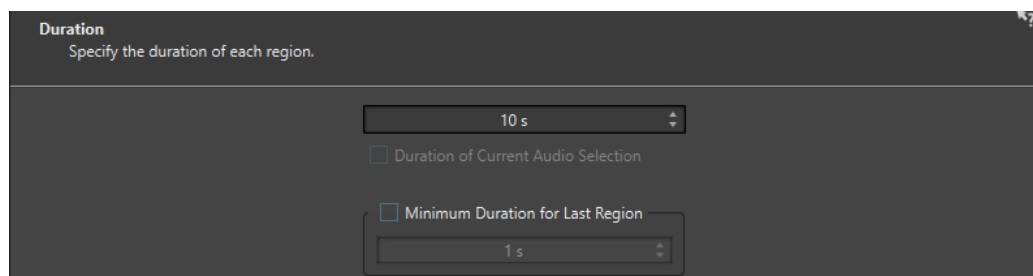 Duration
Specify the duration of each region.
10 s
Duration of Current Audio Selection
Minimum Duration for Last Region
1 s